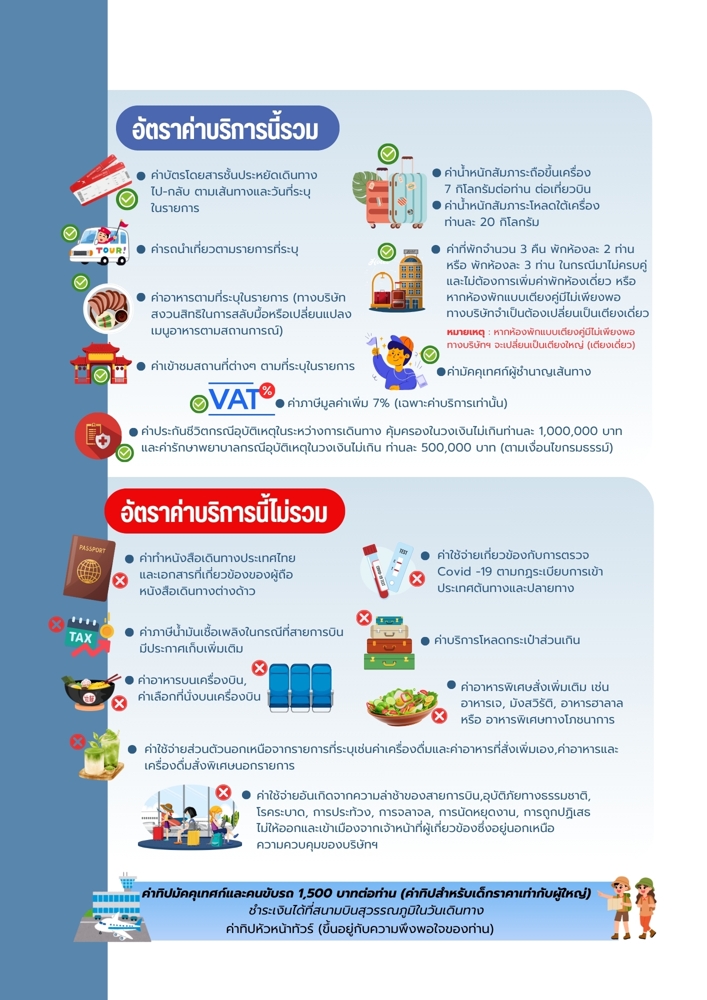 อัตราค่าบริการนี้รวม
ค่าบัตรโดยสารชั้นประหยัดเดินทาง
ไป-กลับ ตามเส้นทางและวันที่ระบุ
ในรายการ
BOARDING PASS
BOARDING PASS
ค่ารถนำเที่ยวตามรายการที่ระบุ
TOUR!
ค่าอาหารตามที่ระบุในรายการ (ทางบริษัท
สงวนสิทธิในการสลับมื้อหรือเปลี่ยนแปลง
เมนูอาหารตามสถานการณ์)
ค่าเข้าชมสถานที่ต่างๆ ตามที่ระบุในรายการ
ค่าน้ำหนักสัมภาระถือขึ้นเครื่อง
7 กิโลกรัมต่อท่าน ต่อเที่ยวบิน
ค่าน้ำหนักสัมภาระโหลดใต้เครื่อง
ท่านละ 20 กิโลกรัม
Hotel
Hotel
ค่าที่พักจำนวน 3 คืน พักห้องละ 2 ท่าน
หรือ พักห้องละ 3 ท่าน ในกรณีมาไม่ครบคู่
และไม่ต้องการเพิ่มค่าพักห้องเดี่ยว หรือ
หากห้องพักแบบเตียงคู่มีไม่เพียงพอ
ทางบริษัทจำเป็นต้องเปลี่ยนเป็นเตียงเดี่ยว
หมายเหตุ : หากห้องพักแบบเตียงคู่มีไม่เพียงพอ
ทางบริษัทฯ จะเปลี่ยนเป็นเตียงใหญ่ (เตียงเดี่ยว)
ค่ามัคคุเทศก์ผู้ชำนาญเส้นทาง
VAT%
ค่าภาษีมูลค่าเพิ่ม 7% (เฉพาะค่าบริการเท่านั้น)
ค่าประกันชีวิตกรณีอุบัติเหตุในระหว่างการเดินทาง คุ้มครองในวงเงินไม่เกินท่านละ 1,000,000 บาท
และค่ารักษาพยาบาลกรณีอุบัติเหตุในวงเงินไม่เกิน ท่านละ 500,000 บาท (ตามเงื่อนไขกรมธรรม์)
อัตราค่าบริการนี้ไม่รวม
PASSPORT
ค่าทำหนังสือเดินทางประเทศไทย
และเอกสารที่เกี่ยวข้องของผู้ถือ
หนังสือเดินทางต่างด้าว
COVID-19 TEST
TEST
C
T
ค่าใช้จ่ายเกี่ยวข้องกับการตรวจ
Covid -19 ตามกฎระเบียบการเข้า
ประเทศต้นทางและปลายทาง
TAX
ค่าภาษีน้ำมันเชื้อเพลิงในกรณีที่สายการบิน
มีประกาศเก็บเพิ่มเติม
ค่าบริการโหลดกระเป๋าส่วนเกิน
拉麺
ค่าอาหารบนเครื่องบิน,
ค่าเลือกที่นั่งบนเครื่องบิน
ค่าอาหารพิเศษสั่งเพิ่มเติม เช่น
อาหารเจ, มังสวิรัติ, อาหารฮาลาล
หรือ อาหารพิเศษทางโภชนาการ
ค่าใช้จ่ายส่วนตัวนอกเหนือจากรายการที่ระบุเช่นค่าเครื่องดื่มและค่าอาหารที่สั่งเพิ่มเอง,ค่าอาหารและ
เครื่องดื่มสั่งพิเศษนอกรายการ
ค่าใช้จ่ายอันเกิดจากความล่าช้าของสายการบิน,อุบัติภัยทางธรรมชาติ,
โรคระบาด, การประท้วง, การจลาจล, การนัดหยุดงาน, การถูกปฏิเสธ
ไม่ให้ออกและเข้าเมืองจากเจ้าหน้าที่ผู้เกี่ยวข้องซึ่งอยู่นอกเหนือ
ความควบคุมของบริษัทฯ
ค่าทิปมัคคุเทศก์และคนขับรถ 1,500 บาทต่อท่าน (ค่าทิปสำหรับเด็กราคาเท่ากับผู้ใหญ่)
ชำระเงินได้ที่สนามบินสุวรรณภูมิในวันเดินทาง
ค่าทิปหัวหน้าทัวร์ (ขึ้นอยู่กับความพึงพอใจของท่าน)